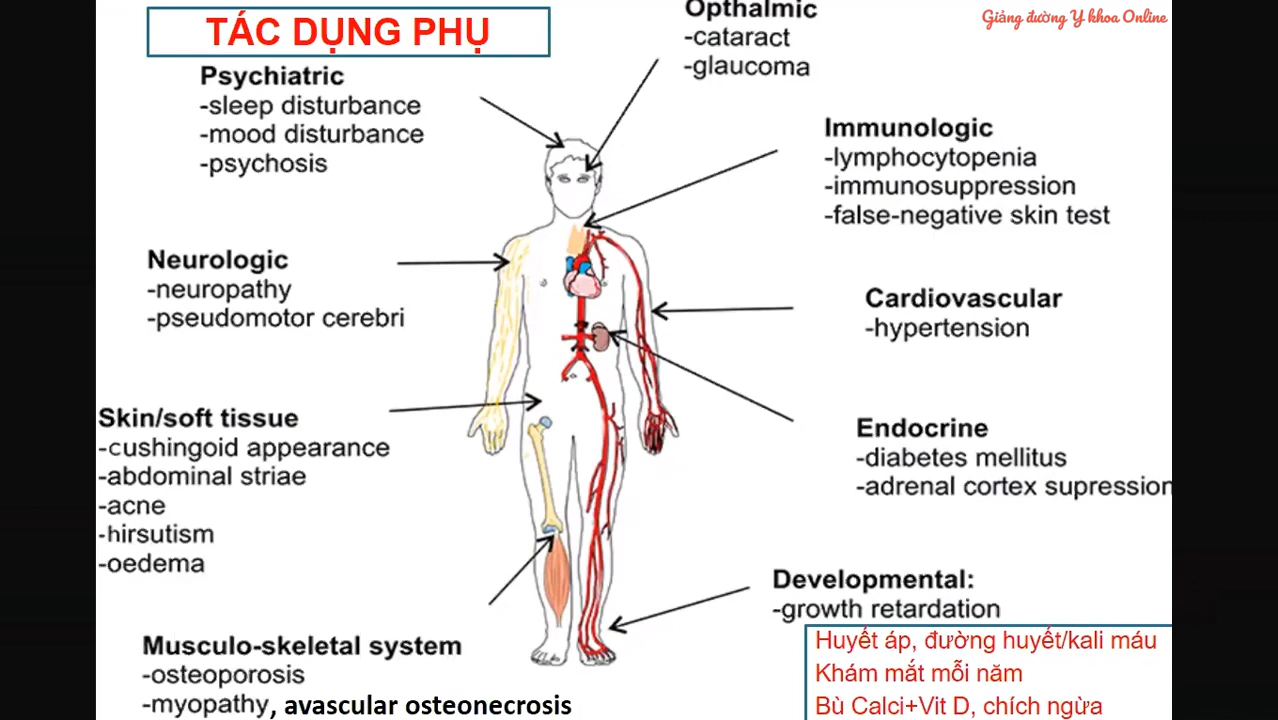 TÁC DỤNG PHỤ
Giảng đường Y khoa Online
Opthalmic
-cataract
-glaucoma
Psychiatric
-sleep disturbance
-mood disturbance
-psychosis
Immunologic
-lymphocytopenia
-immunosuppression
-false-negative skin test
Neurologic
-neuropathy
-pseudomotor cerebri
Cardiovascular
-hypertension
Skin/soft tissue
-cushingoid appearance
-abdominal striae
-acne
-hirsutism
-oedema
Endocrine
-diabetes mellitus
-adrenal cortex supression
Developmental:
-growth retardation
Musculo-skeletal system
-osteoporosis
-myopathy, avascular osteonecrosis
Huyết áp, đường huyết/kali máu
Khám mắt mỗi năm
Bù Calci+Vit D, chích ngừa